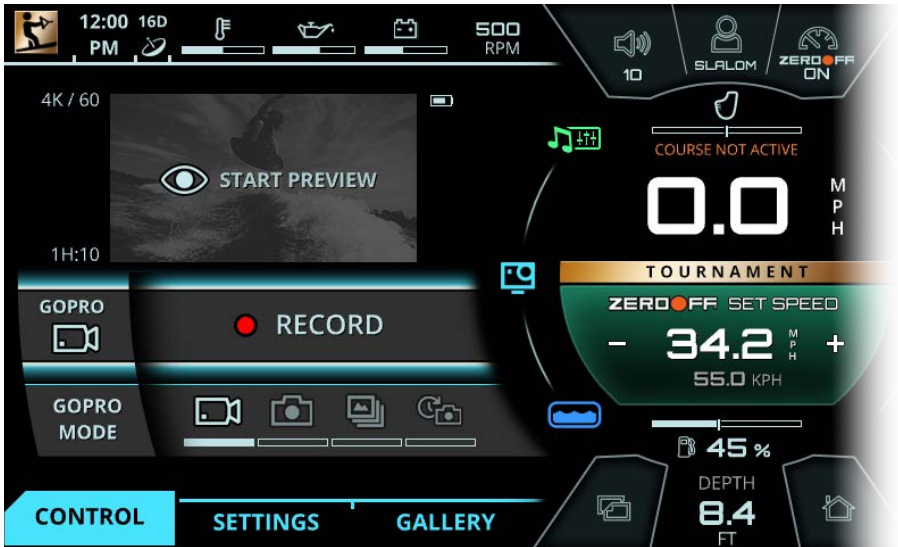 12:00 16D
PM
500
RPM
10
SLALOM
ZEROOFF
ON
4K / 60
START PREVIEW
1H:10
COURSE NOT ACTIVE
0.0 MPH
TOURNAMENT
ZEROOFF SET SPEED
- 34.2 MPH +
55.0 KPH
GOPRO
RECORD
GOPRO
MODE
45 %
DEPTH
8.4
FT
CONTROL
SETTINGS
GALLERY